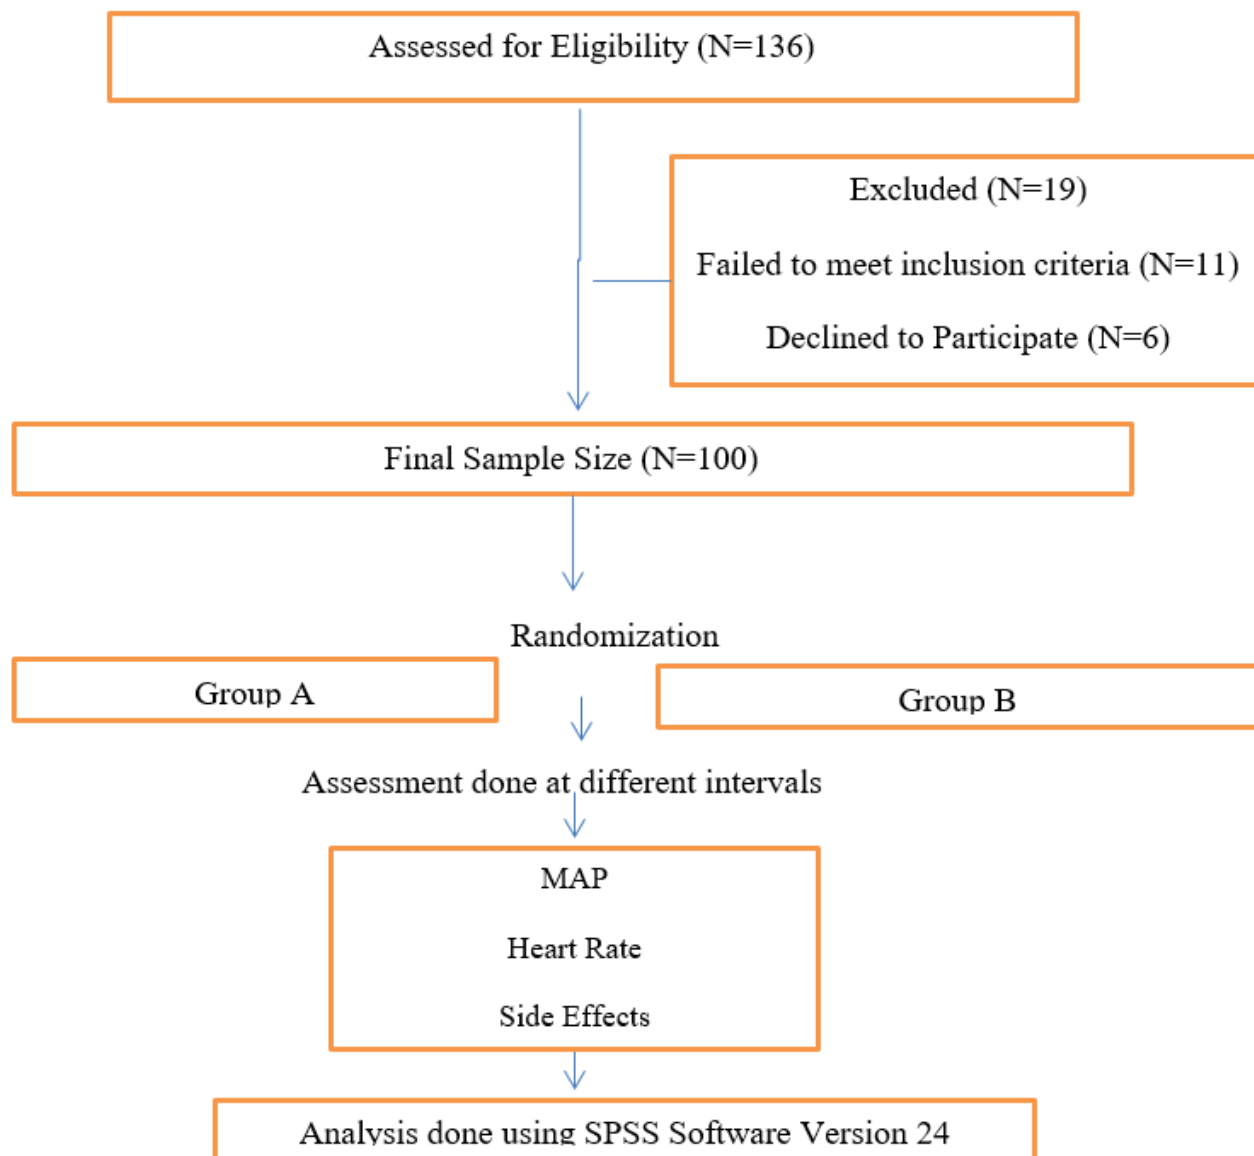 Assessed for Eligibility (N=136)
Excluded (N=19)
Failed to meet inclusion criteria (N=11)
Declined to Participate (N=6)
Final Sample Size (N=100)
Randomization
Group A
Group B
Assessment done at different intervals
MAP
Heart Rate
Side Effects
Analysis done using SPSS Software Version 24